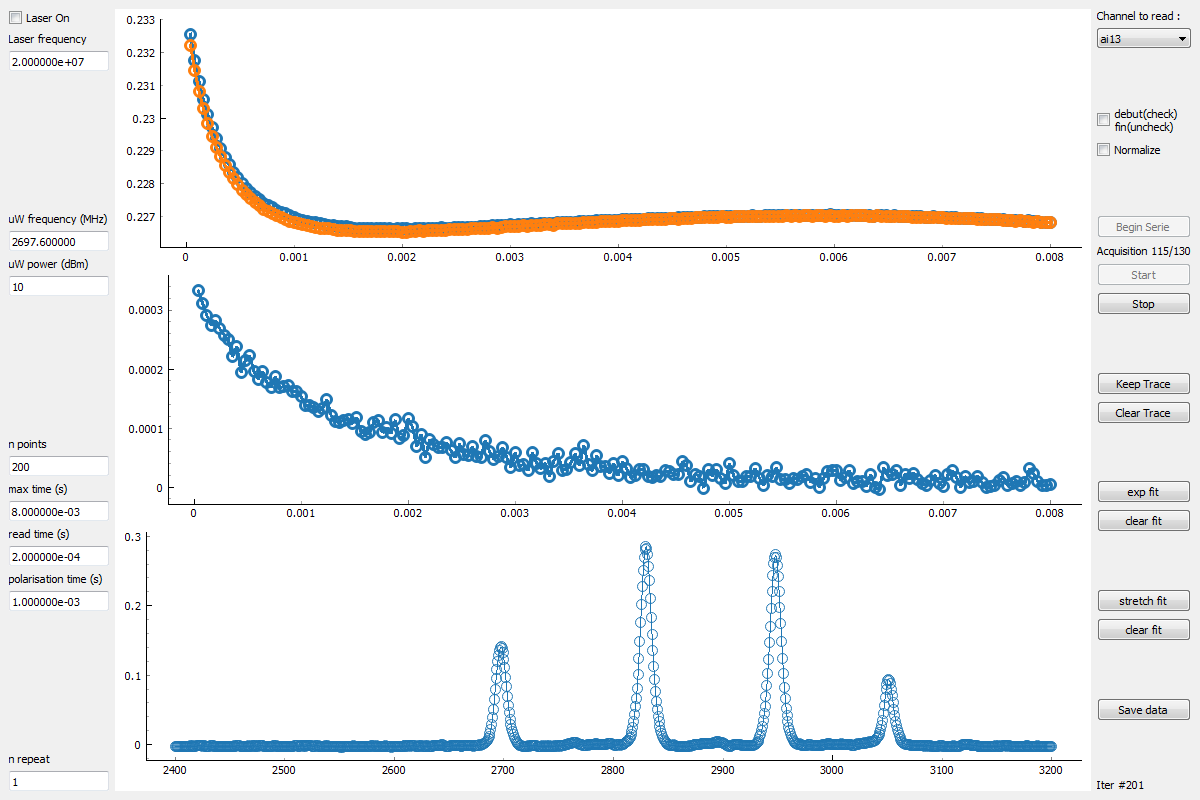 Laser On
Laser frequency
2.000000e+07
uW frequency (MHz)
2697.600000
uW power (dBm)
10
n points
200
max time (s)
8.000000e-03
read time (s)
2.000000e-04
polarisation time (s)
1.000000e-03
n repeat
1
0.233
0.232
0.231
0.23
0.229
0.228
0.227
0 0.001 0.002 0.003 0.004 0.005 0.006 0.007 0.008
0.0003
0.0002
0.0001
0
0 0.001 0.002 0.003 0.004 0.005 0.006 0.007 0.008
0.3
0.2
0.1
0
2400 2500 2600 2700 2800 2900 3000 3100 3200
Channel to read :
ai13
debut(check)
fin(uncheck)
Normalize
Begin Serie
Acquisition 115/130
Start
Stop
Keep Trace
Clear Trace
exp fit
clear fit
stretch fit
clear fit
Save data
Iter #201